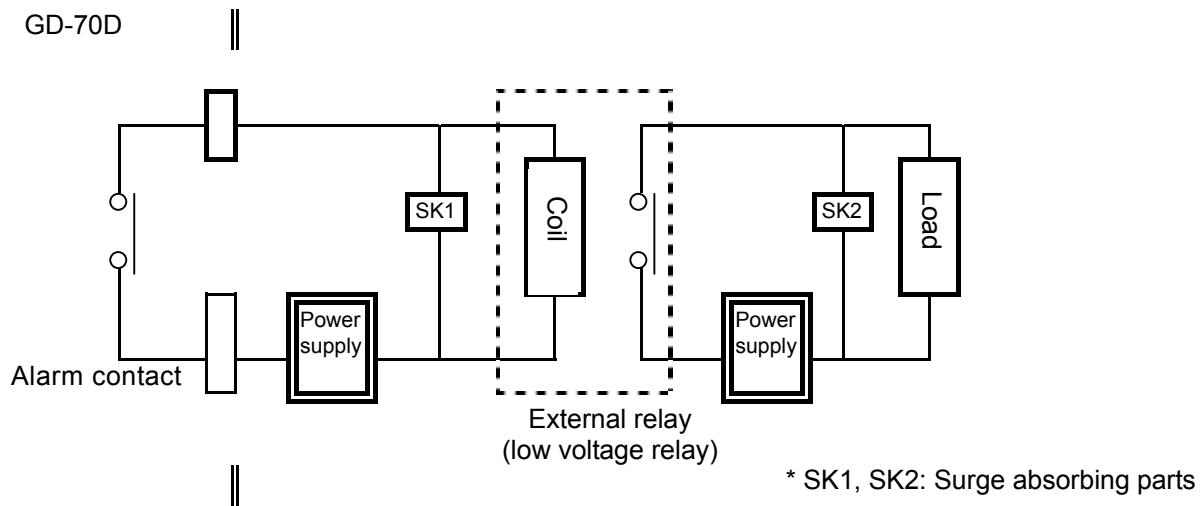 GD-70D
SK1
Coil
SK2
Load
Power
supply
Power
supply
Alarm contact
External relay
(low voltage relay)
* SK1, SK2: Surge absorbing parts